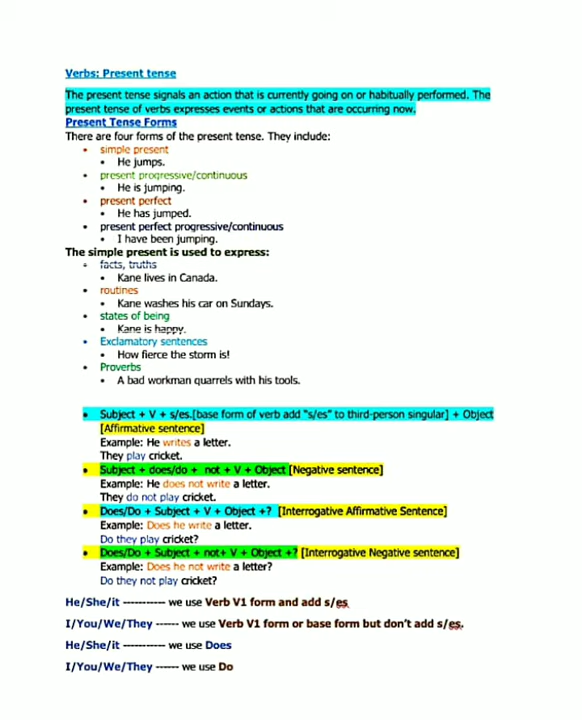 Verbs: Present tense
The present tense signals an action that is currently going on or habitually performed. The
present tense of verbs expresses events or actions that are occurring now.
Present Tense Forms
There are four forms of the present tense. They include:
• simple present
• He jumps.
• present progressive/continuous
• He is jumping.
• present perfect
• He has jumped.
• present perfect progressive/continuous
• I have been jumping.
The simple present is used to express:
• facts, truths
• Kane lives in Canada.
• routines
• Kane washes his car on Sundays.
• states of being
• Kane is happy.
• Exclamatory sentences
• How fierce the storm is!
• Proverbs
• A bad workman quarrels with his tools.
• Subject + V + s/es.[base form of verb add "s/es" to third-person singular] + Object
[Affirmative sentence]
Example: He writes a letter.
They play cricket.
• Subject + does/do + not + V + Object [Negative sentence]
Example: He does not write a letter.
They do not play cricket.
• Does/Do + Subject + V + Object +? [Interrogative Affirmative Sentence]
Example: Does he write a letter.
Do they play cricket?
• Does/Do + Subject + not+ V + Object +? [Interrogative Negative sentence]
Example: Does he not write a letter?
Do they not play cricket?
He/She/it ----------- we use Verb V1 form and add s/es
I/You/We/They ------ we use Verb V1 form or base form but don't add s/es.
He/She/it ----------- we use Does
I/You/We/They ------ we use Do